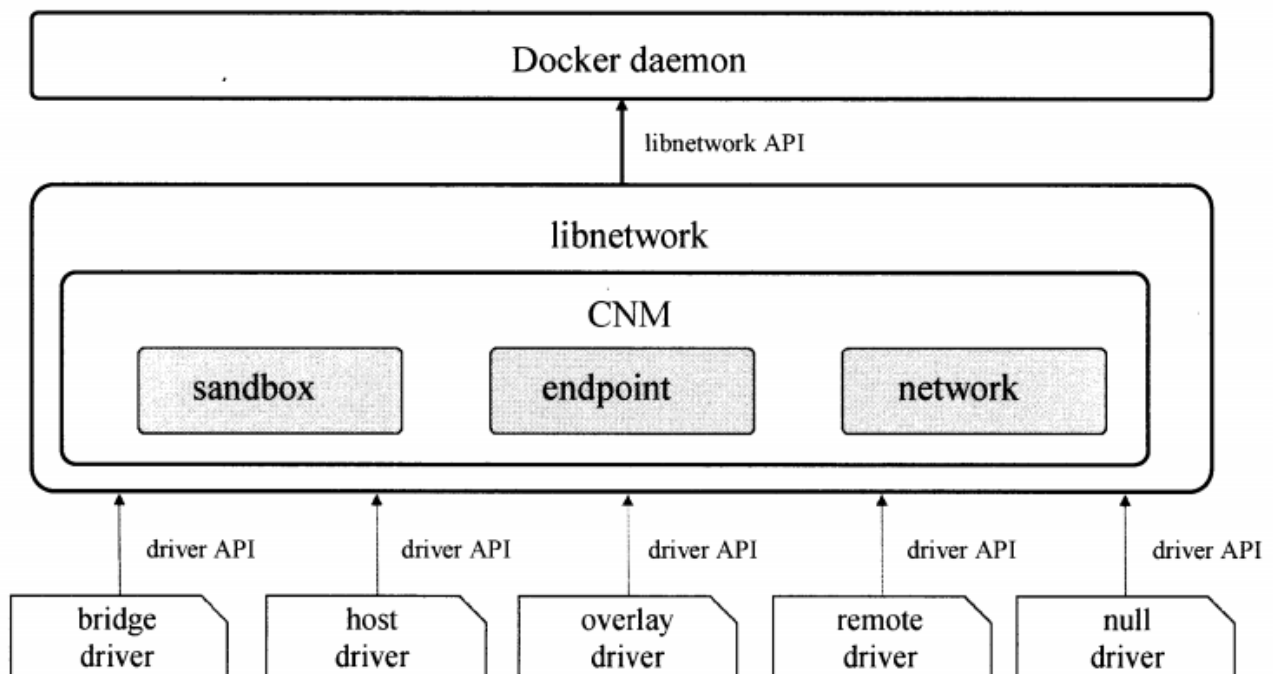 Docker daemon
libnetwork API
libnetwork
CNM
sandbox
endpoint
network
driver API
driver API
driver API
driver API
driver API
bridge
driver
host
driver
overlay
driver
remote
driver
null
driver